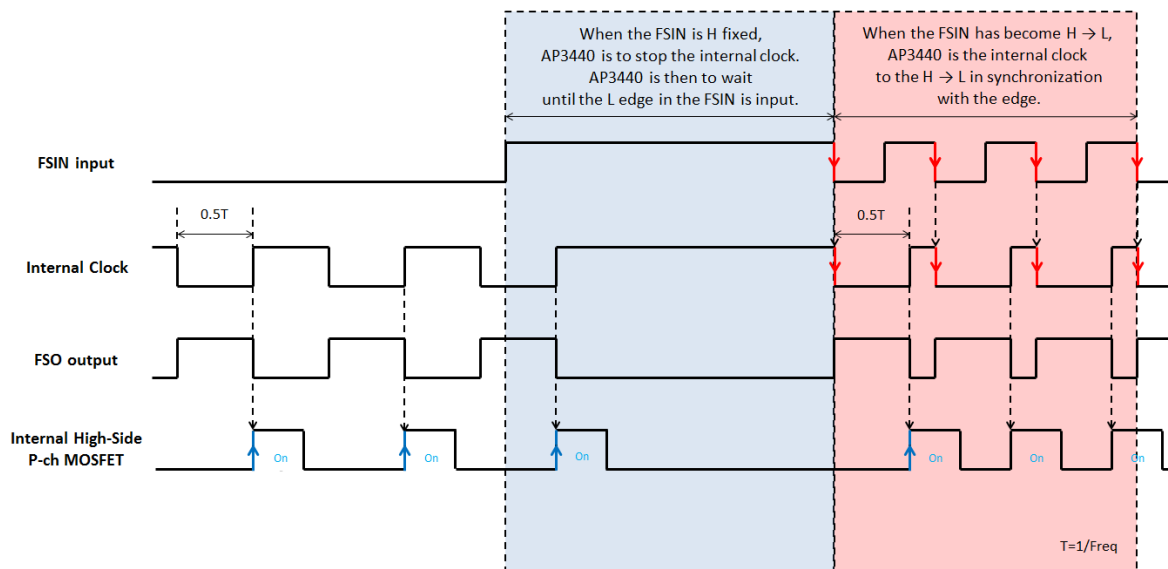 When the FSIN is H fixed,
AP3440 is to stop the internal clock.
AP3440 is then to wait
until the L edge in the FSIN is input.
When the FSIN has become H → L,
AP3440 is the internal clock
to the H → L in synchronization
with the edge.
FSIN input
0.5T
0.5T
Internal Clock
FSO output
Internal High-Side
P-ch MOSFET
On
On
On
On
On
On
T=1/Freq